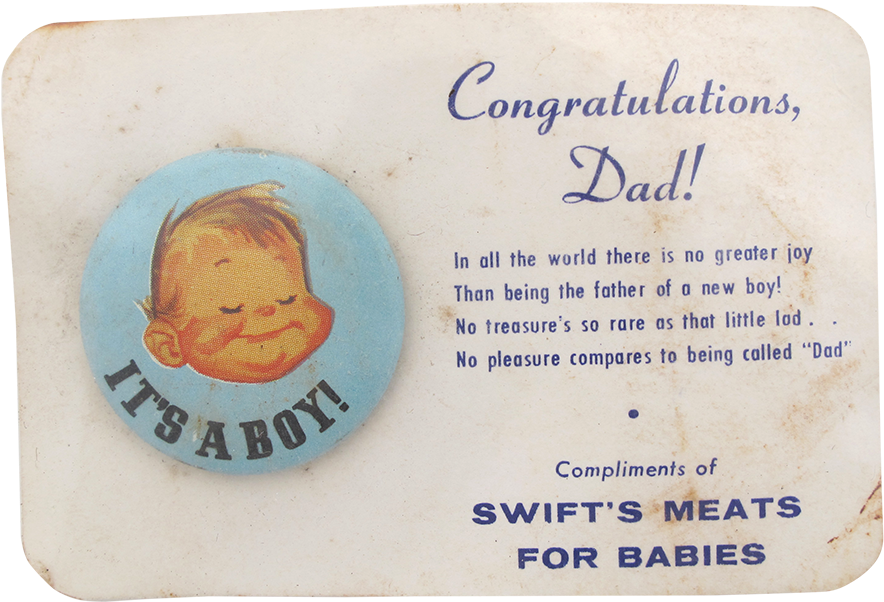 IT'S A BOY!
Congratulations,
Dad!
In all the world there is no greater joy
Than being the father of a new boy!
No treasure's so rare as that little lad . .
No pleasure compares to being called "Dad"
•
Compliments of
SWIFT'S MEATS
FOR BABIES